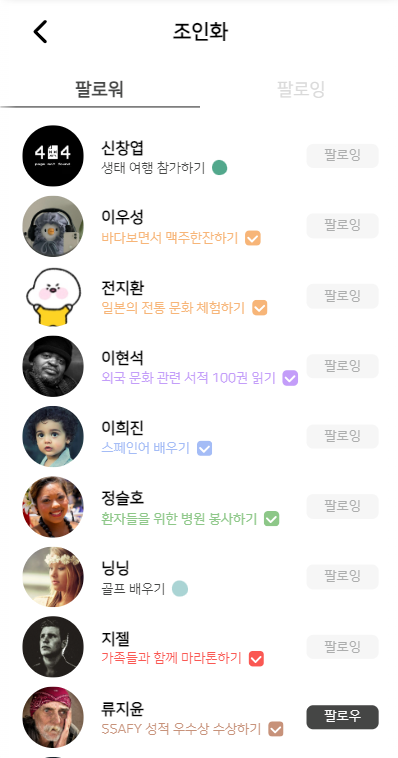 조인화
팔로워 팔로잉
404
page not found
신창엽
생태 여행 참가하기
팔로잉
이우성
바다보면서 맥주한잔하기
팔로잉
전지환
일본의 전통 문화 체험하기
팔로잉
이현석
외국 문화 관련 서적 100권 읽기
팔로잉
이희진
스페인어 배우기
팔로잉
정슬호
환자들을 위한 병원 봉사하기
팔로잉
닝닝
골프 배우기
팔로잉
지젤
가족들과 함께 마라톤하기
팔로잉
류지윤
SSAFY 성적 우수상 수상하기
팔로우